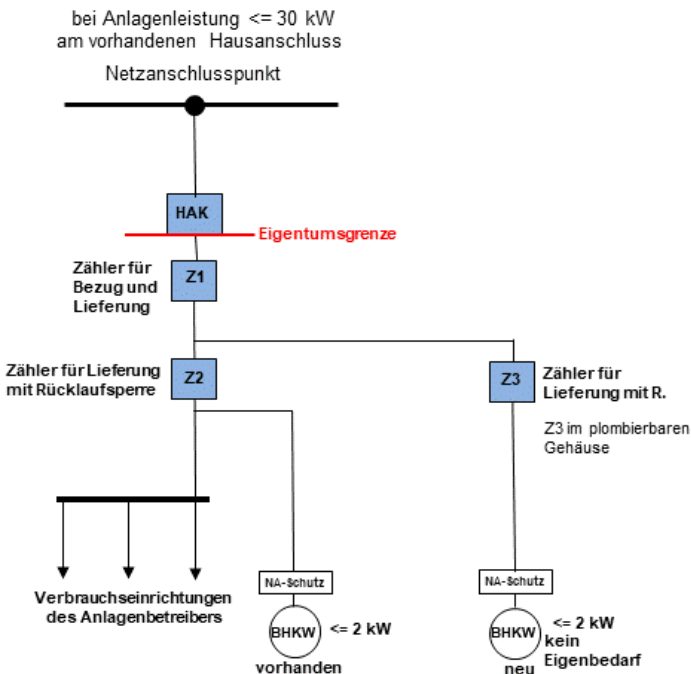 bei Anlagenleistung <= 30 kW
am vorhandenen Hausanschluss
Netzanschlusspunkt
HAK
Eigentumsgrenze
Zähler für
Bezug und
Lieferung
Z1
Zähler für Lieferung
mit Rücklaufsperre
Z2
Z3
Zähler für
Lieferung mit R.
Z3 im plombierbaren
Gehäuse
Verbrauchseinrichtungen
des Anlagenbetreibers
NA-Schutz
BHKW
<= 2 kW
vorhanden
NA-Schutz
BHKW
<= 2 kW
kein
Eigenbedarf
neu